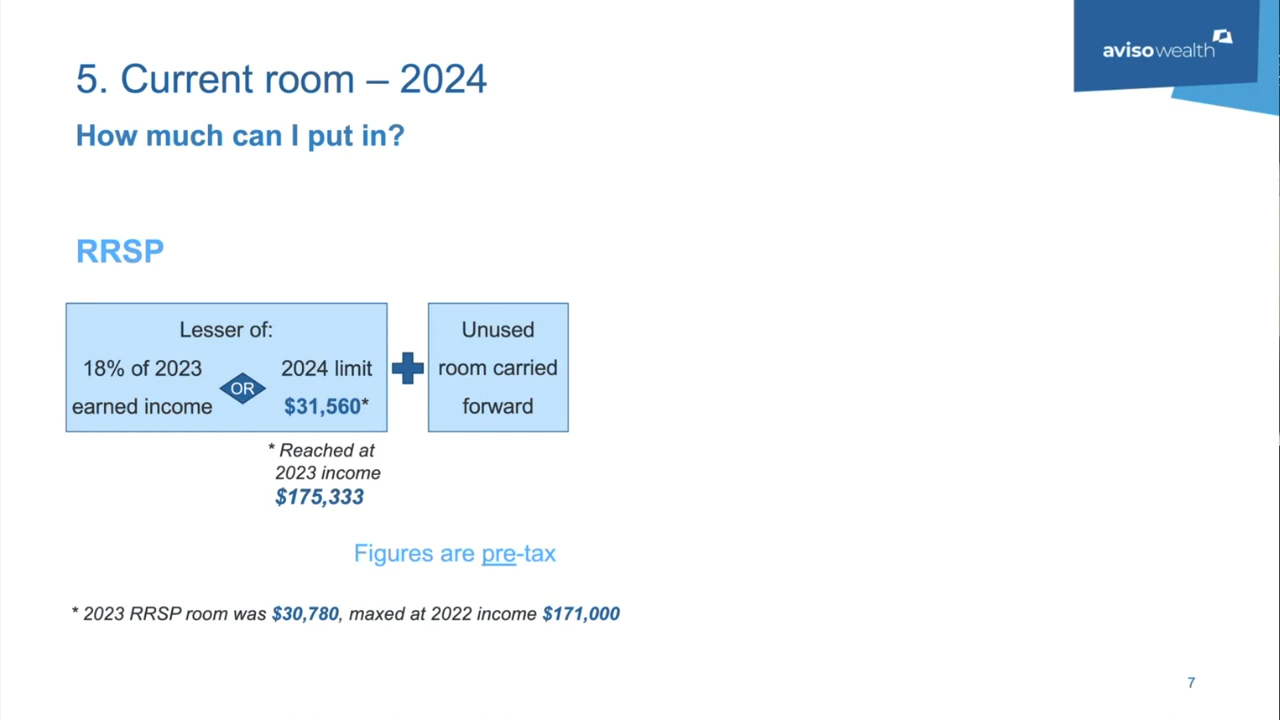 avisowealth
5. Current room – 2024
How much can I put in?
RRSP
Lesser of:
18% of 2023
earned income
OR
2024 limit
$31,560*
Unused
room carried
forward
* Reached at
2023 income
$175,333
Figures are pre-tax
* 2023 RRSP room was $30,780, maxed at 2022 income $171,000
7